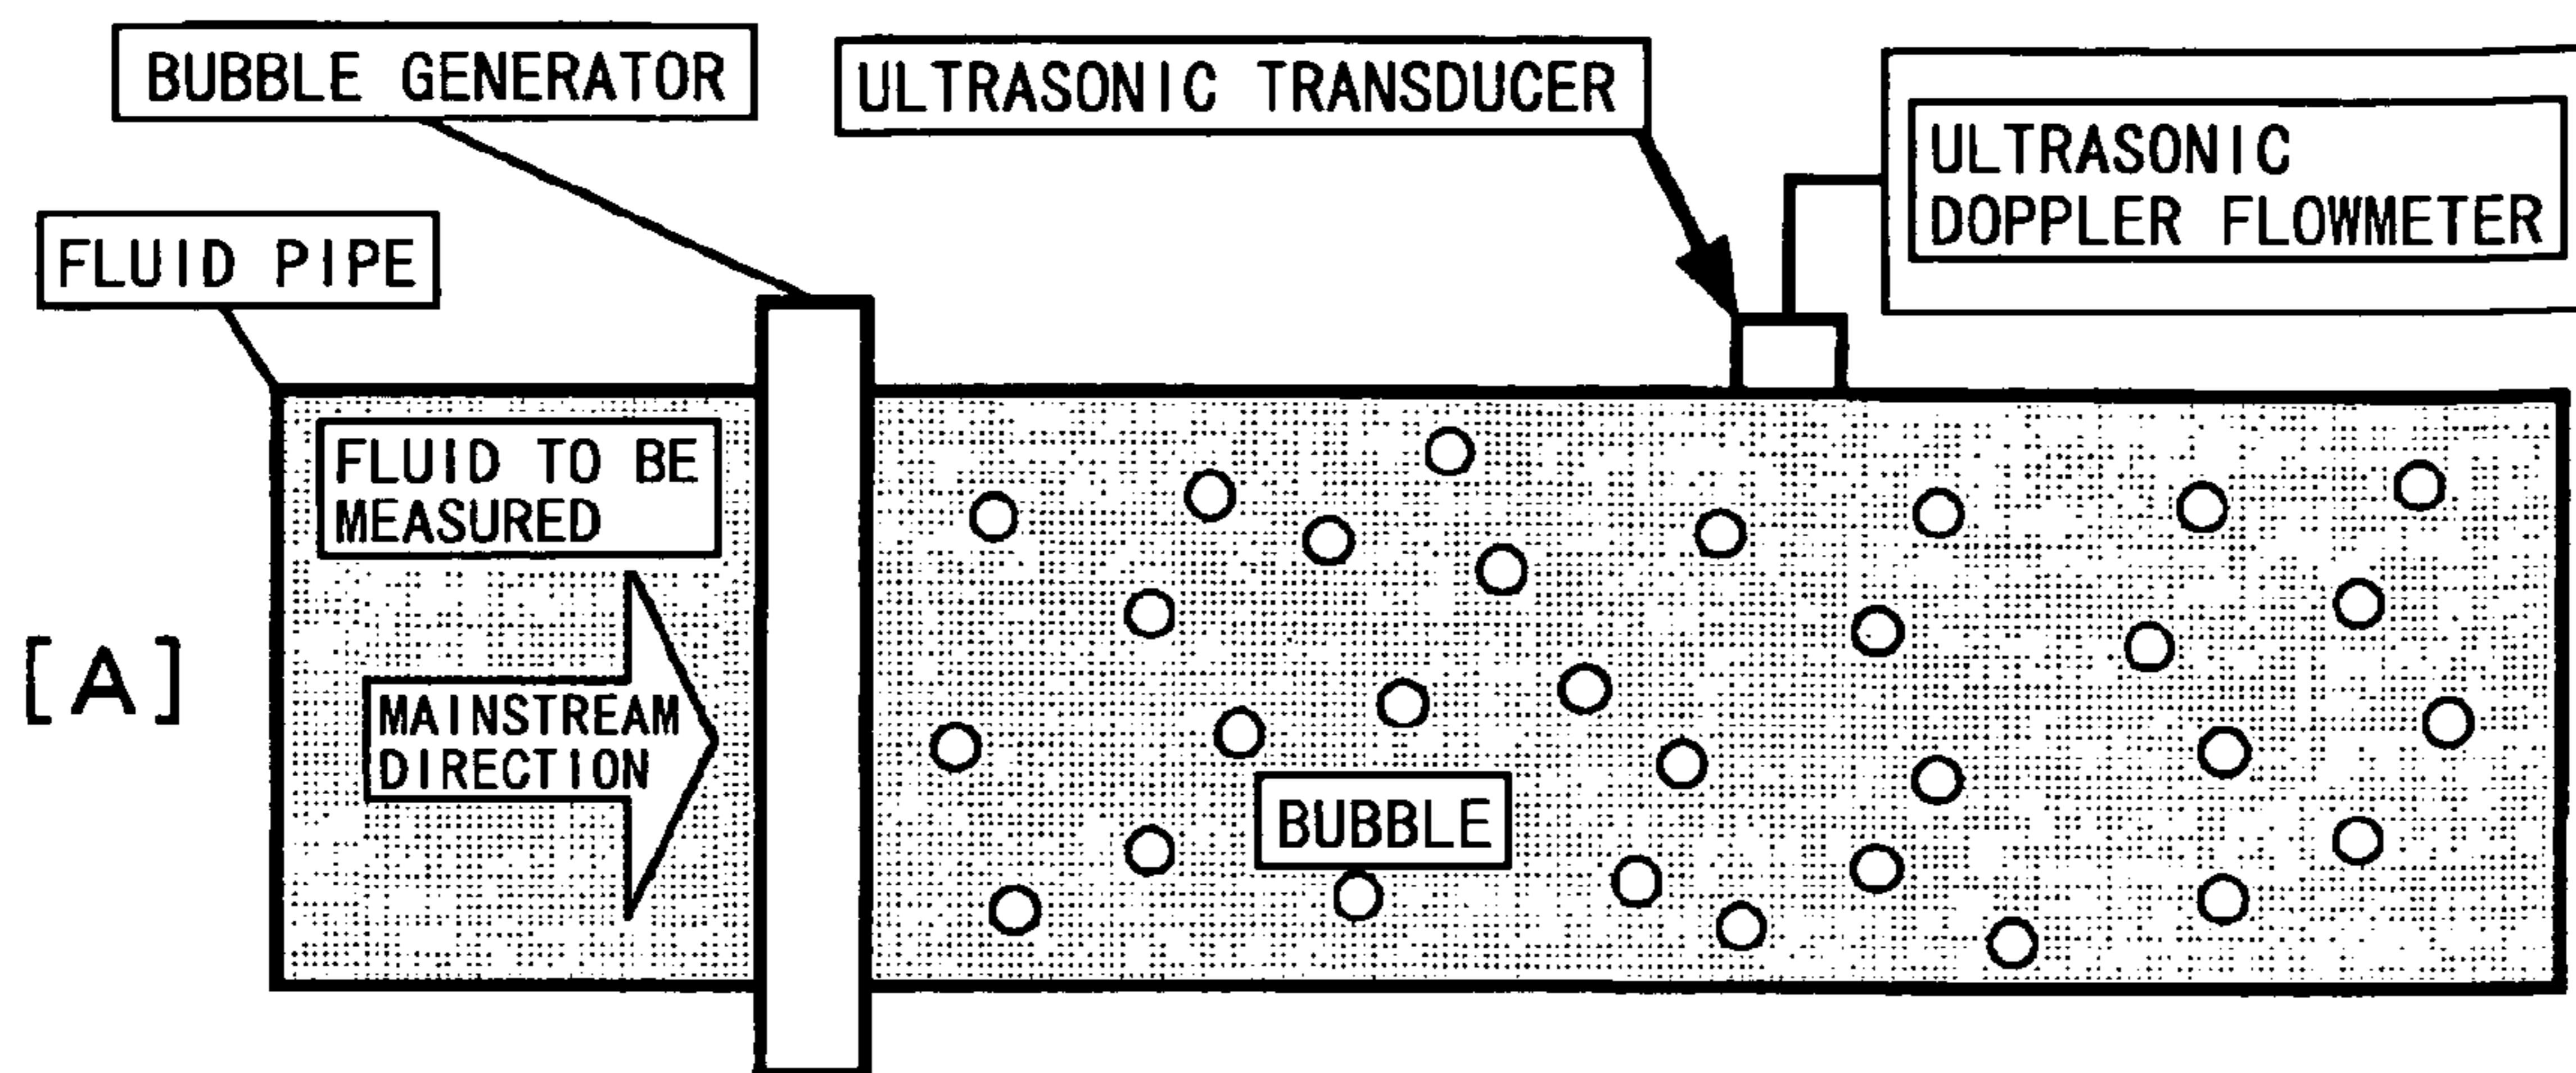 BUBBLE GENERATOR
ULTRASONIC TRANSDUCER
ULTRASONIC
DOPPLER FLOWMETER
FLUID PIPE
FLUID TO BE
MEASURED
[A]
MAINSTREAM
DIRECTION
BUBBLE